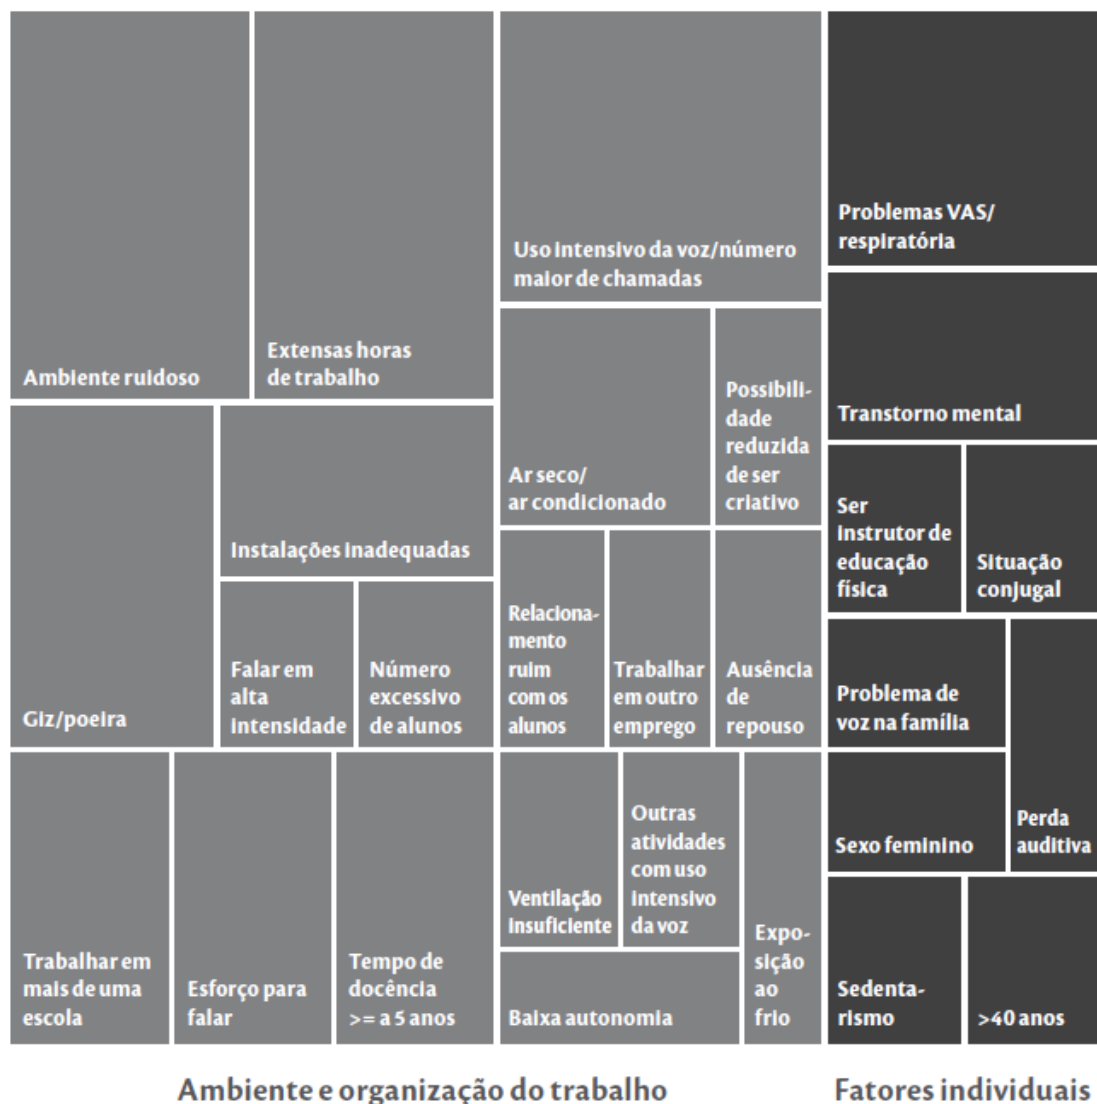 Ambiente ruidoso
Extensas horas
de trabalho
Uso intensivo da voz/número
maior de chamadas
Problemas VAS/
respiratória
Transtorno mental
Giz/poeira
Instalações inadequadas
Falar em
alta
intensidade
Número
excessivo
de alunos
Ar seco/
ar condicionado
Possibili-
dade
reduzida
de ser
criativo
Relaciona-
mento
ruim
com os
alunos
Trabalhar
em outro
emprego
Ausência
de
repouso
Ser
instrutor de
educação
física
Situação
conjugal
Problema de
voz na família
Sexo feminino
Perda
auditiva
Trabalhar em
mais de uma
escola
Esforço para
falar
Tempo de
docência
>= a 5 anos
Ventilação
insuficiente
Outras
atividades
com uso
intensivo
da voz
Baixa autonomia
Expo-
sição
ao
frio
Sedenta-
rismo
>40 anos
Ambiente e organização do trabalho
Fatores individuais